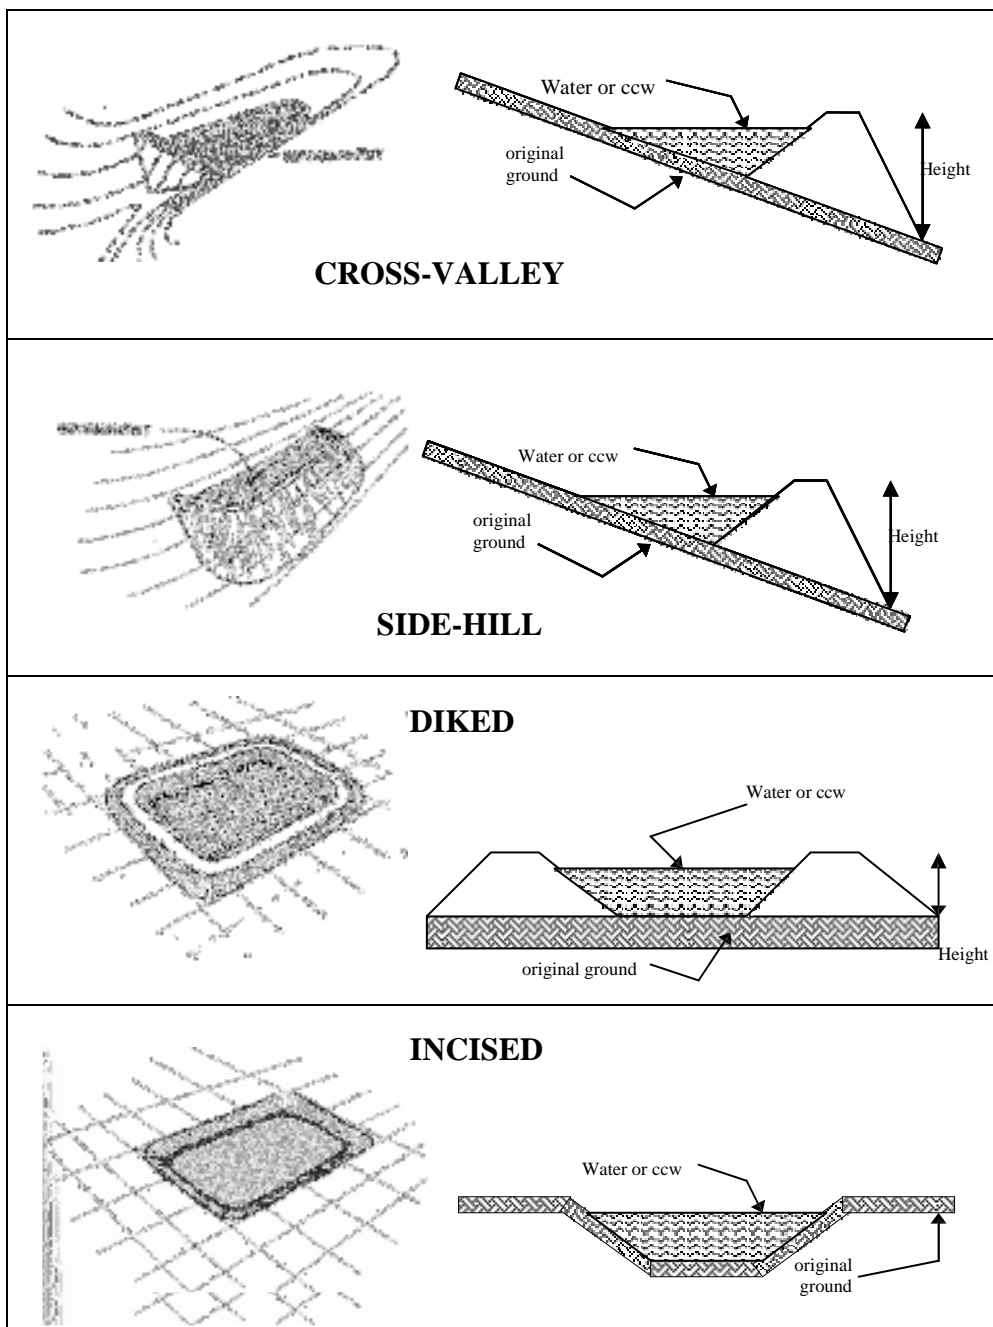 Water or ccw
original
ground
Height
CROSS-VALLEY
Water or ccw
original
ground
Height
SIDE-HILL
DIKED
Water or ccw
original ground
Height
INCISED
Water or ccw
original
ground